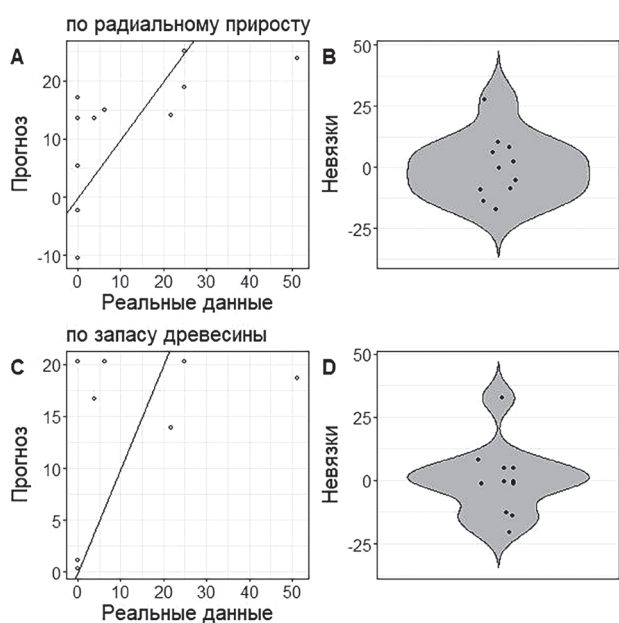 по радиальному приросту
A
B
Прогноз
20
10
0
-10
0
10
20
30
40
50
Реальные данные
Невязки
50
25
0
-25
по запасу древесины
C
D
Прогноз
20
15
10
5
0
0
10
20
30
40
50
Реальные данные
Невязки
50
25
0
-25